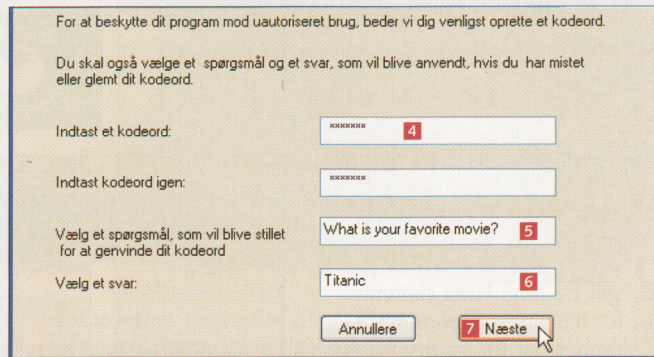 For at beskytte dit program mod uautoriseret brug, beder vi dig venligst oprette et kodeord.
Du skal også vælge et spørgsmål og et svar, som vil blive anvendt, hvis du har mistet
eller glemt dit kodeord.
Indtast et kodeord: ******* 4
Indtast kodeord igen: *******
Vælg et spørgsmål, som vil blive stillet
for at genvinde dit kodeord
What is your favorite movie? 5
Vælg et svar: Titanic 6
Annullere 7 Næste